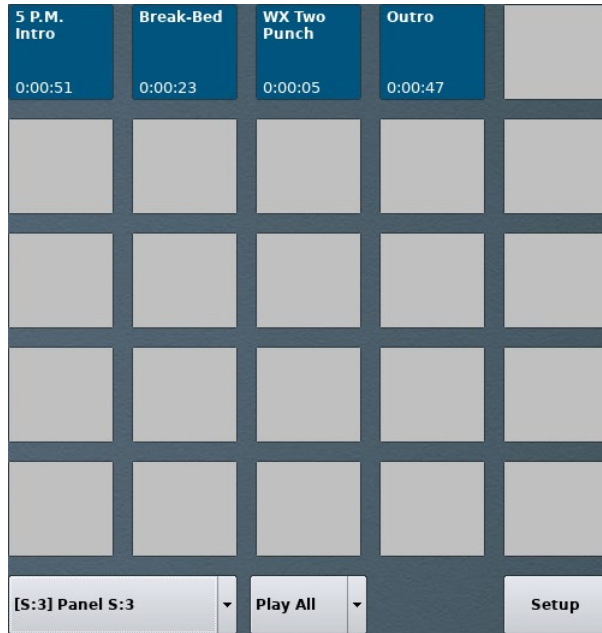 5 P.M.
Intro
0:00:51
Break-Bed
0:00:23
WX Two
Punch
0:00:05
Outro
0:00:47
[S:3] Panel S:3
Play All
Setup